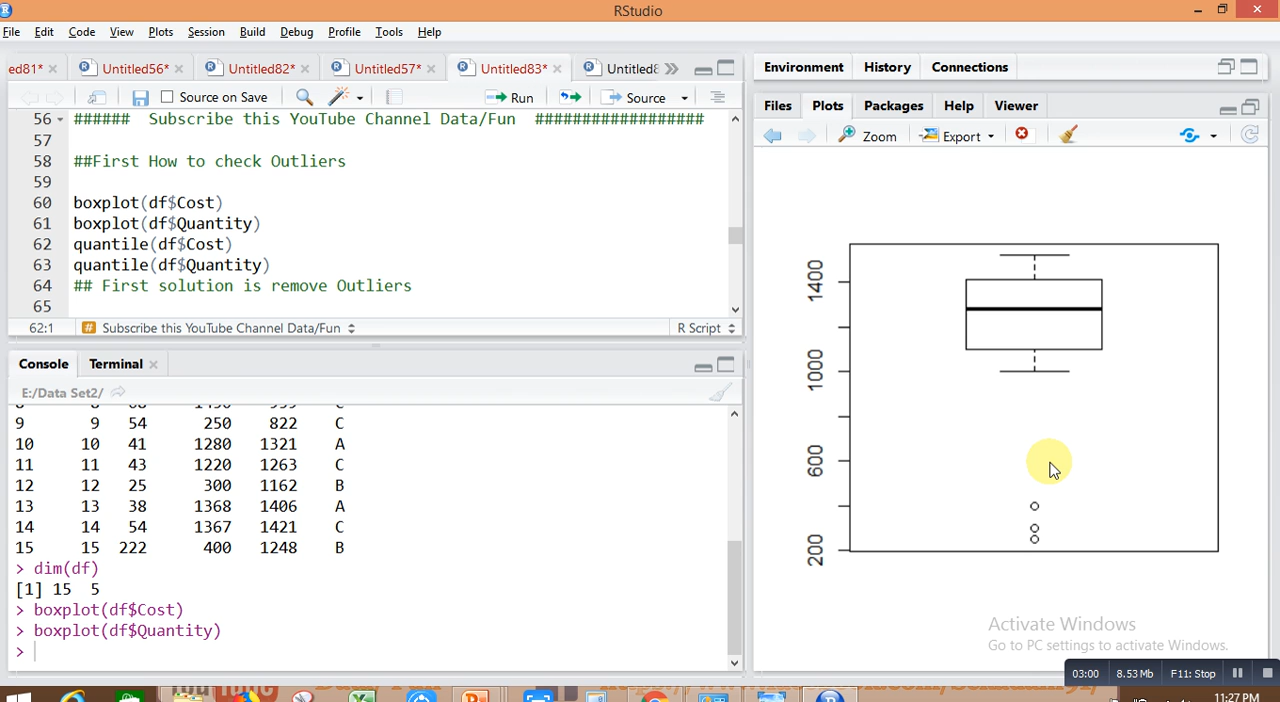 RStudio
File Edit Code View Plots Session Build Debug Profile Tools Help
ed81* × Untitled56* × Untitled82* × Untitled57* × Untitled83* × Untitled8 »
Source on Save Run Source
56 ###### Subscribe this YouTube Channel Data/Fun ##################
57
58 ##First How to check Outliers
59
60 boxplot(df$Cost)
61 boxplot(df$Quantity)
62 quantile(df$Cost)
63 quantile(df$Quantity)
64 ## First solution is remove Outliers
65
62:1 # Subscribe this YouTube Channel Data/Fun R Script
Console Terminal ×
E:/Data Set2/
9 9 54 250 822 C
10 10 41 1280 1321 A
11 11 43 1220 1263 C
12 12 25 300 1162 B
13 13 38 1368 1406 A
14 14 54 1367 1421 C
15 15 222 400 1248 B
> dim(df)
[1] 15 5
> boxplot(df$Cost)
> boxplot(df$Quantity)
>
Environment History Connections
Files Plots Packages Help Viewer
Zoom Export
1400
1000
600
200
Activate Windows
Go to PC settings to activate Windows.
03:00 8.53 Mb F11: Stop
11:27 PM